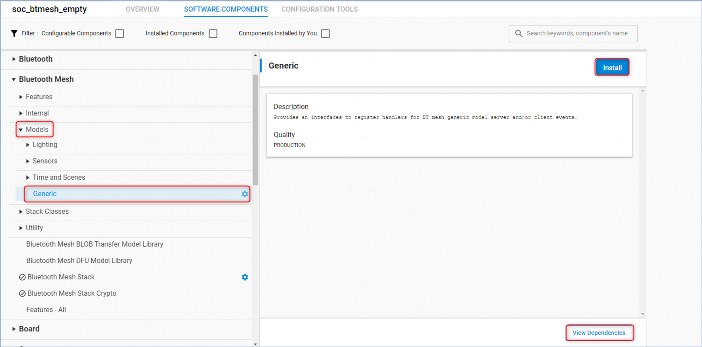 soc_btmesh_empty
OVERVIEW
SOFTWARE COMPONENTS
CONFIGURATION TOOLS
Filter : Configurable Components
Installed Components
Components Installed by You
Search keywords, component's name
Bluetooth
Bluetooth Mesh
Features
Internal
Models
Lighting
Sensors
Time and Scenes
Generic
Stack Classes
Utility
Bluetooth Mesh BLOB Transfer Model Library
Bluetooth Mesh DFU Model Library
Bluetooth Mesh Stack
Bluetooth Mesh Stack Crypto
Features - All
Board
Generic
Install
Description
Provides an interfaces to register handlers for BT Mesh generic model server and/or client events.
Quality
PRODUCTION
View Dependencies